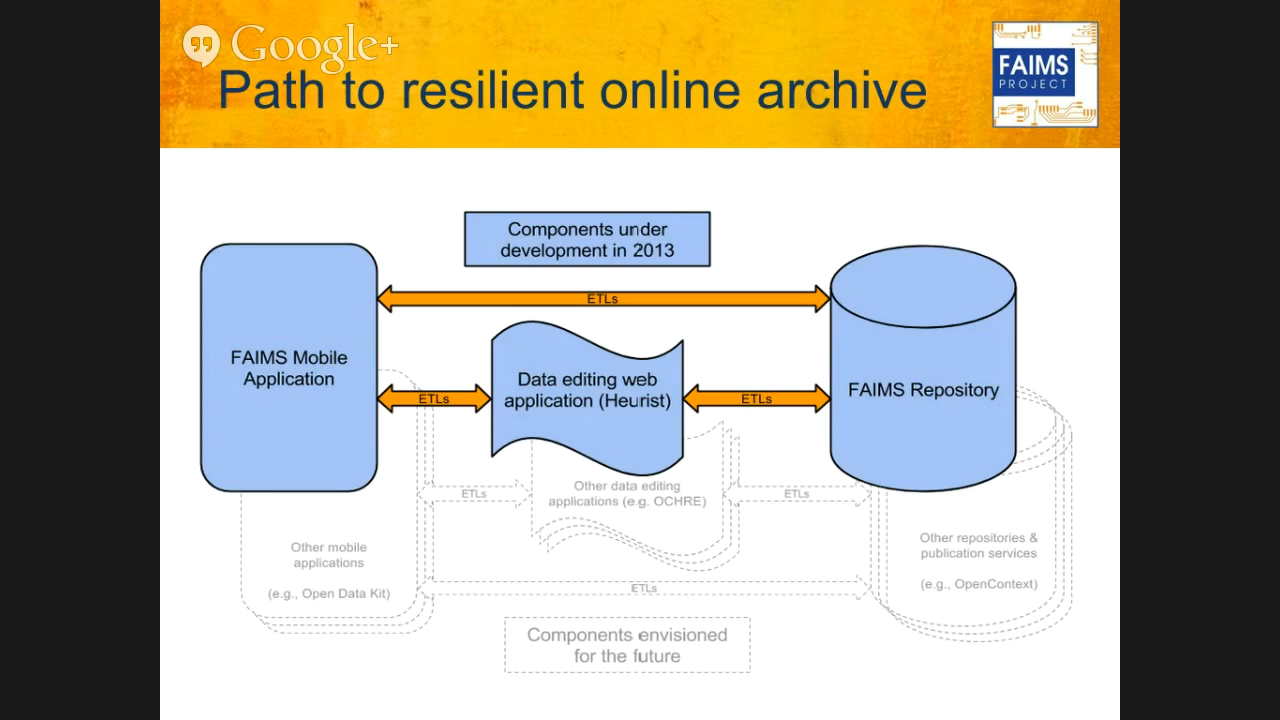 Google+
Path to resilient online archive
FAIMS
PROJECT
Components under
development in 2013
ETLs
FAIMS Mobile
Application
ETLs
Data editing web
application (Heurist)
ETLs
FAIMS Repository
ETLs
Other data editing
applications (e.g. OCHRE)
ETLs
Other mobile
applications
(e.g., Open Data Kit)
Other repositories &
publication services
(e.g., OpenContext)
ETLs
Components envisioned
for the future